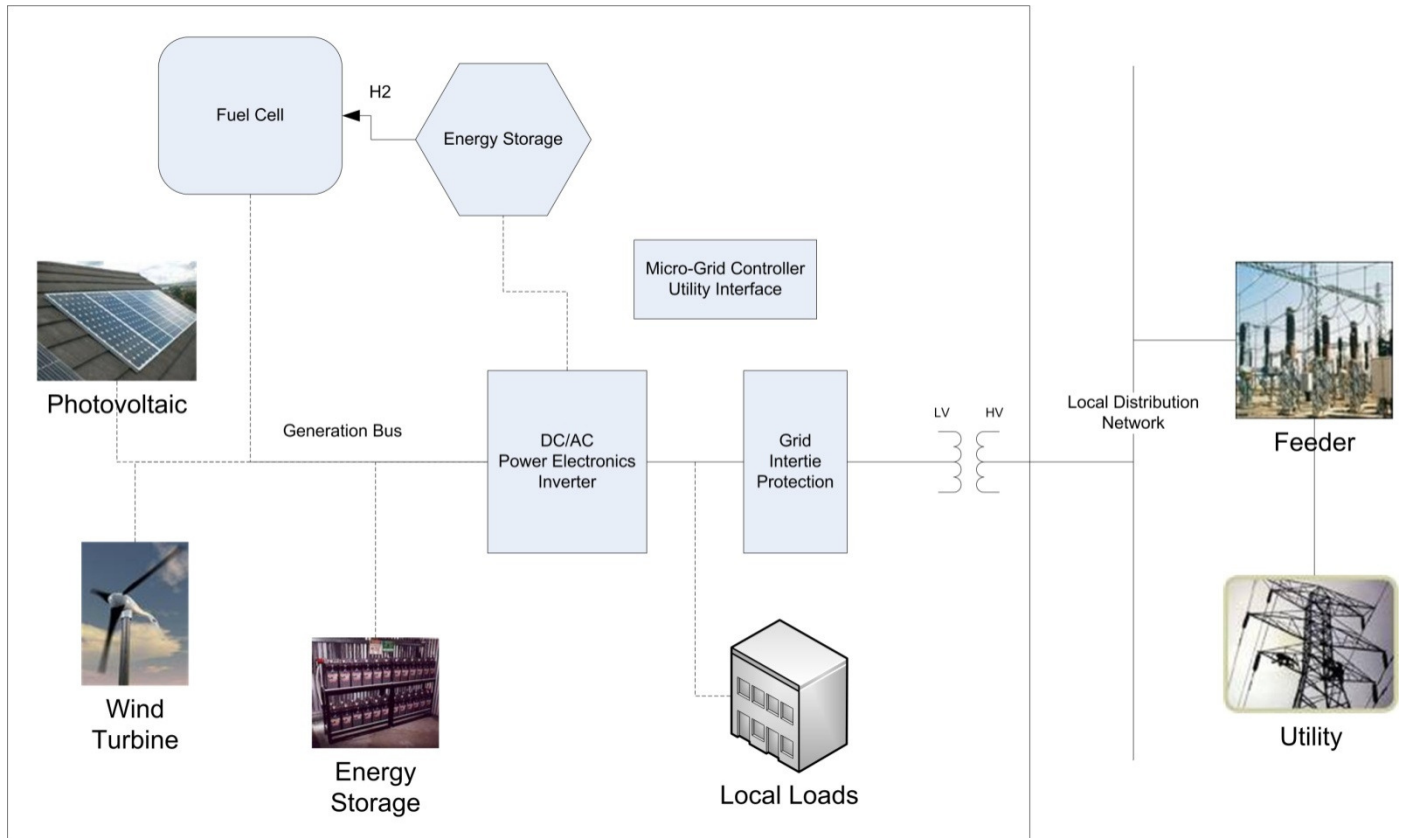 H2
Fuel Cell
Energy Storage
Micro-Grid Controller
Utility Interface
Photovoltaic
Generation Bus
DC/AC
Power Electronics
Inverter
Grid
Intertie
Protection
LV
HV
Local Distribution
Network
Feeder
Wind
Turbine
Energy
Storage
Local Loads
Utility